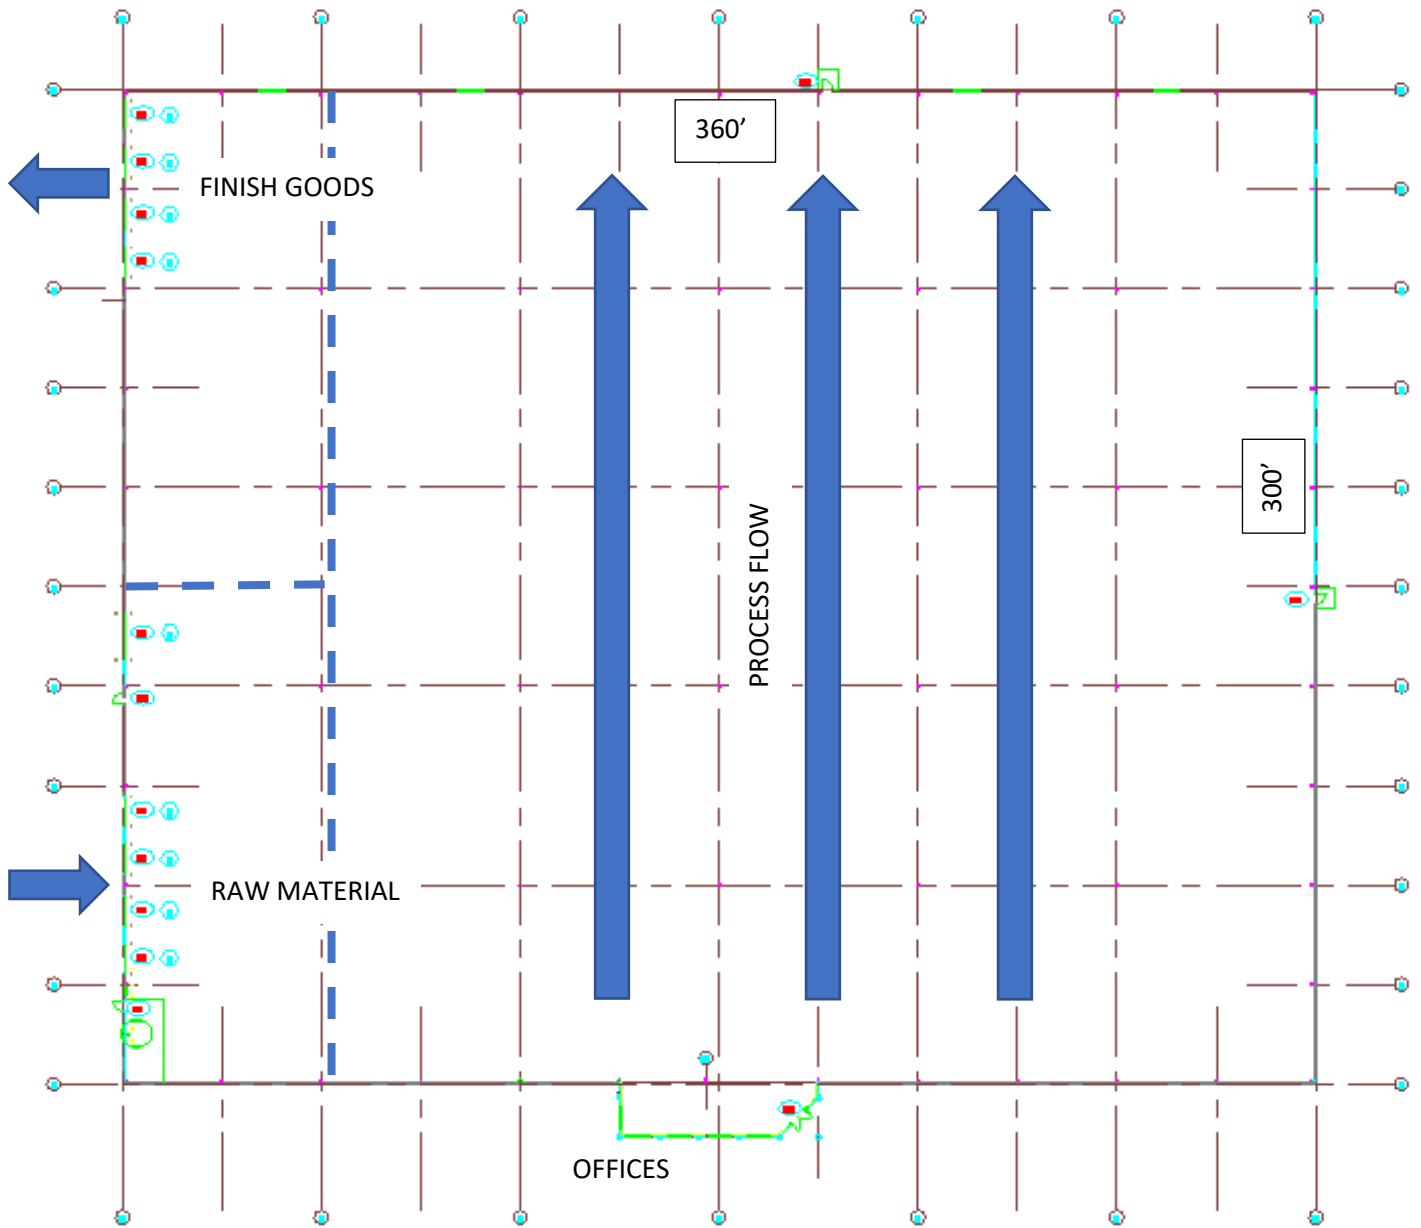 360’
FINISH GOODS
300’
PROCESS FLOW
RAW MATERIAL
OFFICES